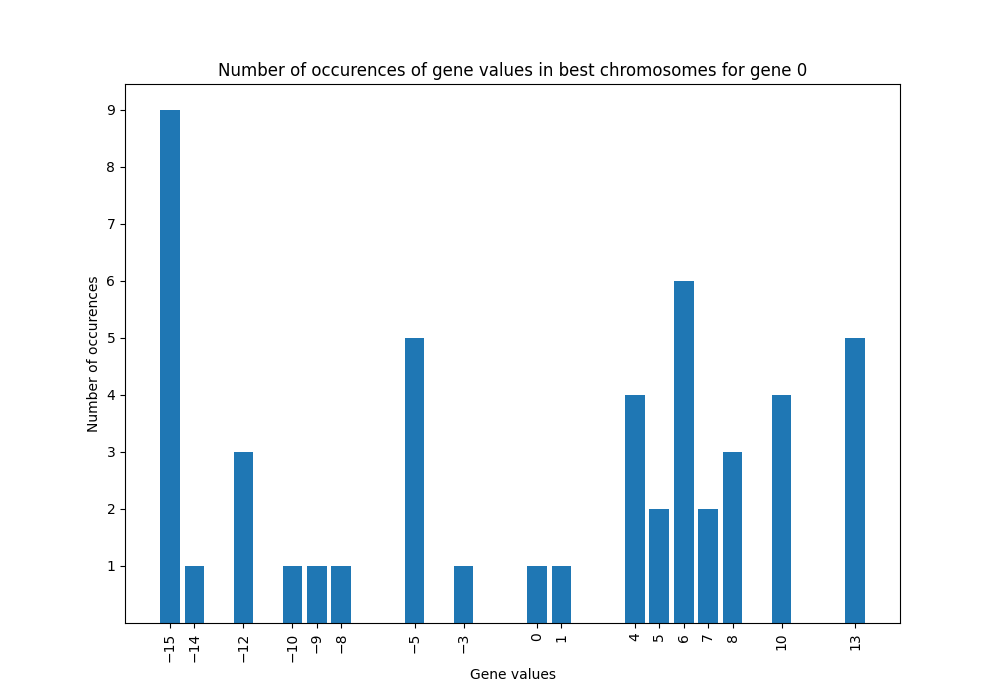 Number of occurences of gene values in best chromosomes for gene 0
Number of occurences
9
8
7
6
5
4
3
2
1
−15 −14 −12 −10 −9 −8 −5 −3 0 1 4 5 6 7 8 10 13
Gene values